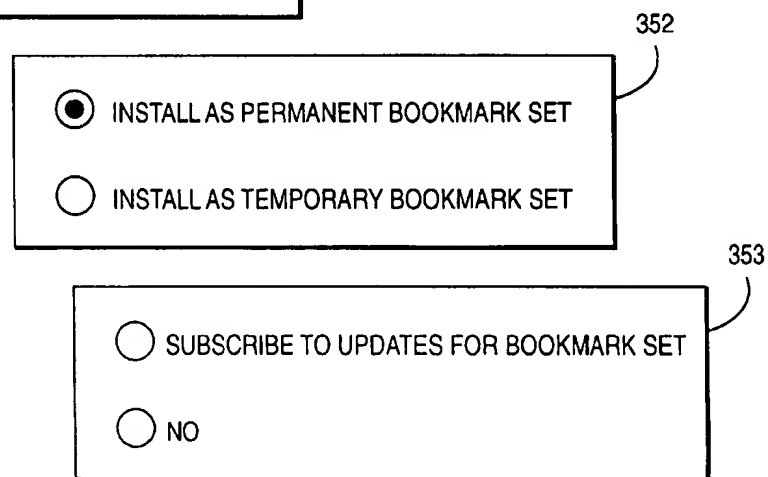 352
INSTALL AS PERMANENT BOOKMARK SET
INSTALL AS TEMPORARY BOOKMARK SET
353
SUBSCRIBE TO UPDATES FOR BOOKMARK SET
NO